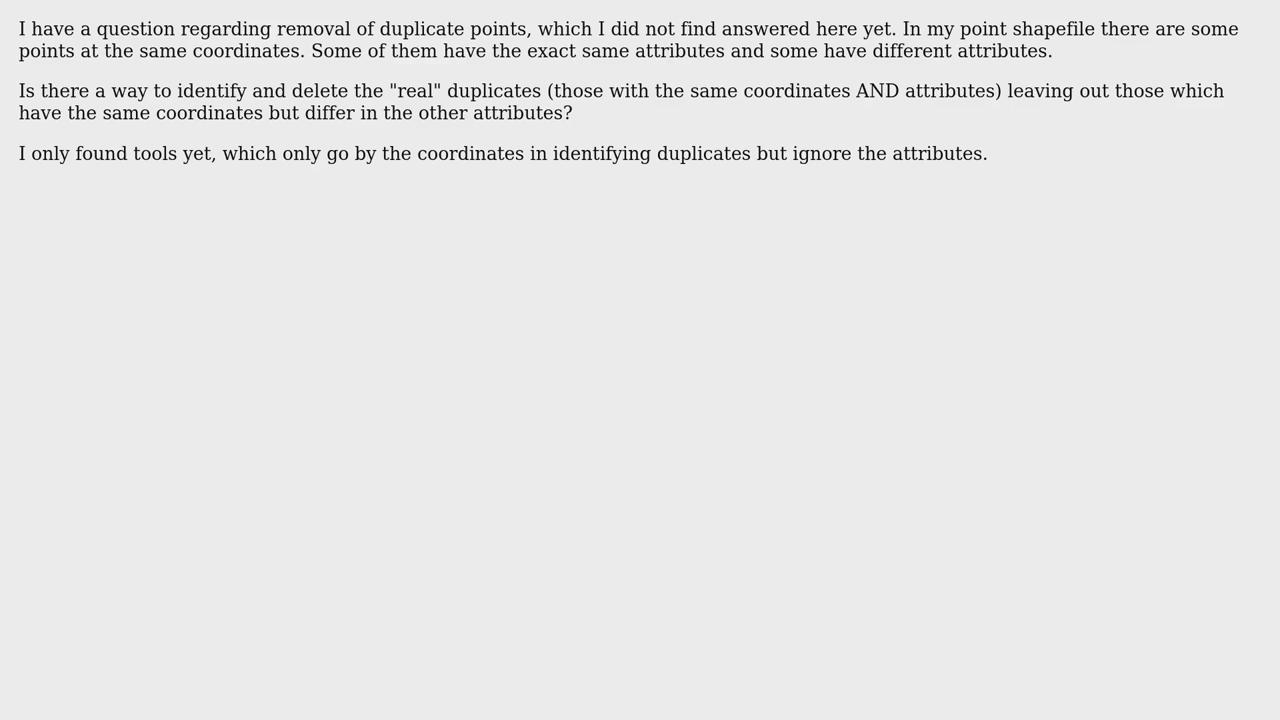 I have a question regarding removal of duplicate points, which I did not find answered here yet. In my point shapefile there are some
points at the same coordinates. Some of them have the exact same attributes and some have different attributes.
Is there a way to identify and delete the "real" duplicates (those with the same coordinates AND attributes) leaving out those which
have the same coordinates but differ in the other attributes?
I only found tools yet, which only go by the coordinates in identifying duplicates but ignore the attributes.